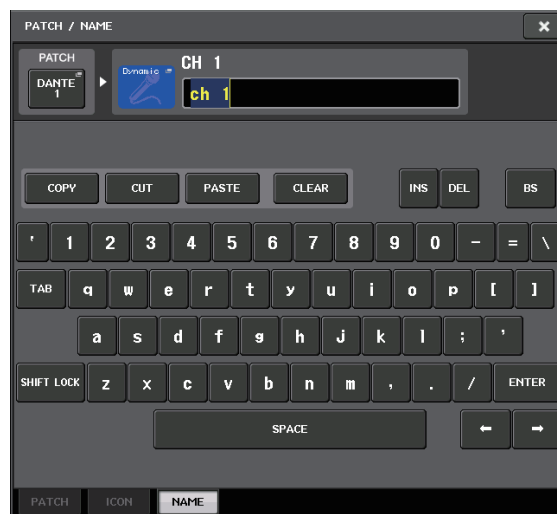 PATCH / NAME
×
PATCH
DANTE
1
Dynamic
CH 1
ch 1
COPY CUT PASTE CLEAR INS DEL BS
' 1 2 3 4 5 6 7 8 9 0 - = \
TAB q w e r t y u i o p [ ]
a s d f g h j k l ; '
SHIFT LOCK z x c v b n m , . / ENTER
SPACE ← →
PATCH ICON NAME